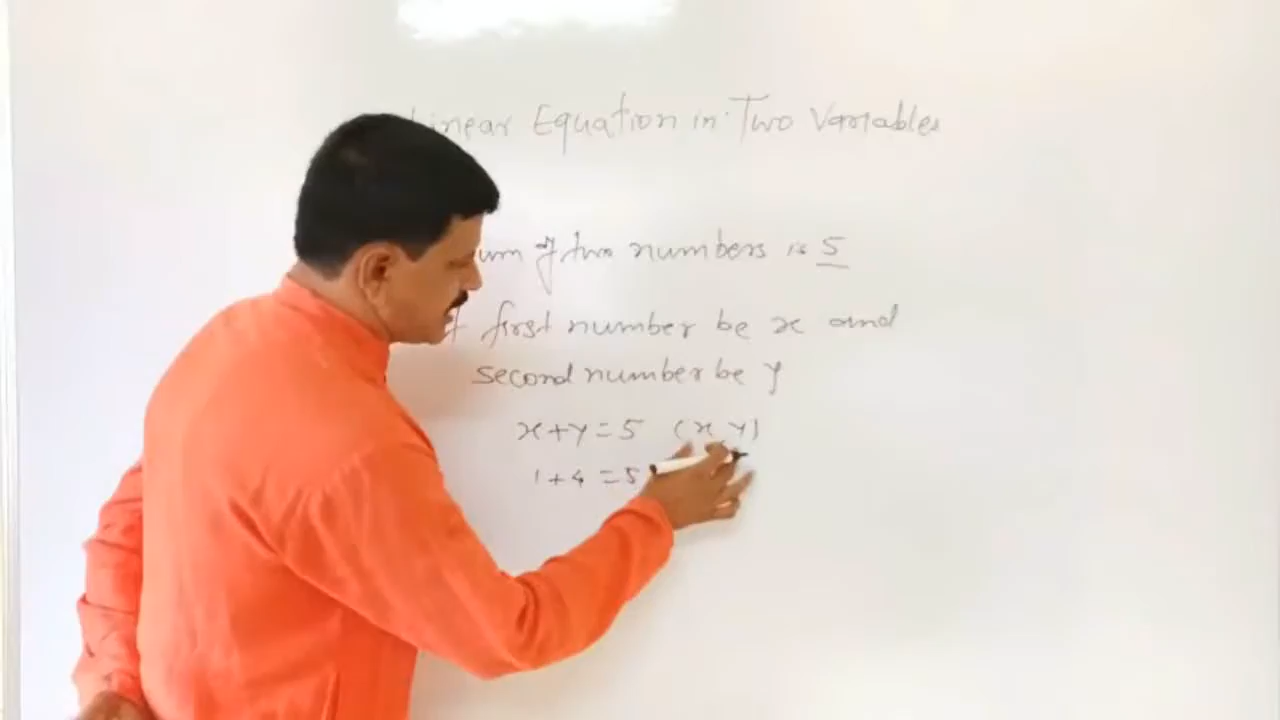 Linear Equation in Two Variables
um of two numbers is 5
first number be x and
second number be y
x+y=5 (x y)
1+4=5